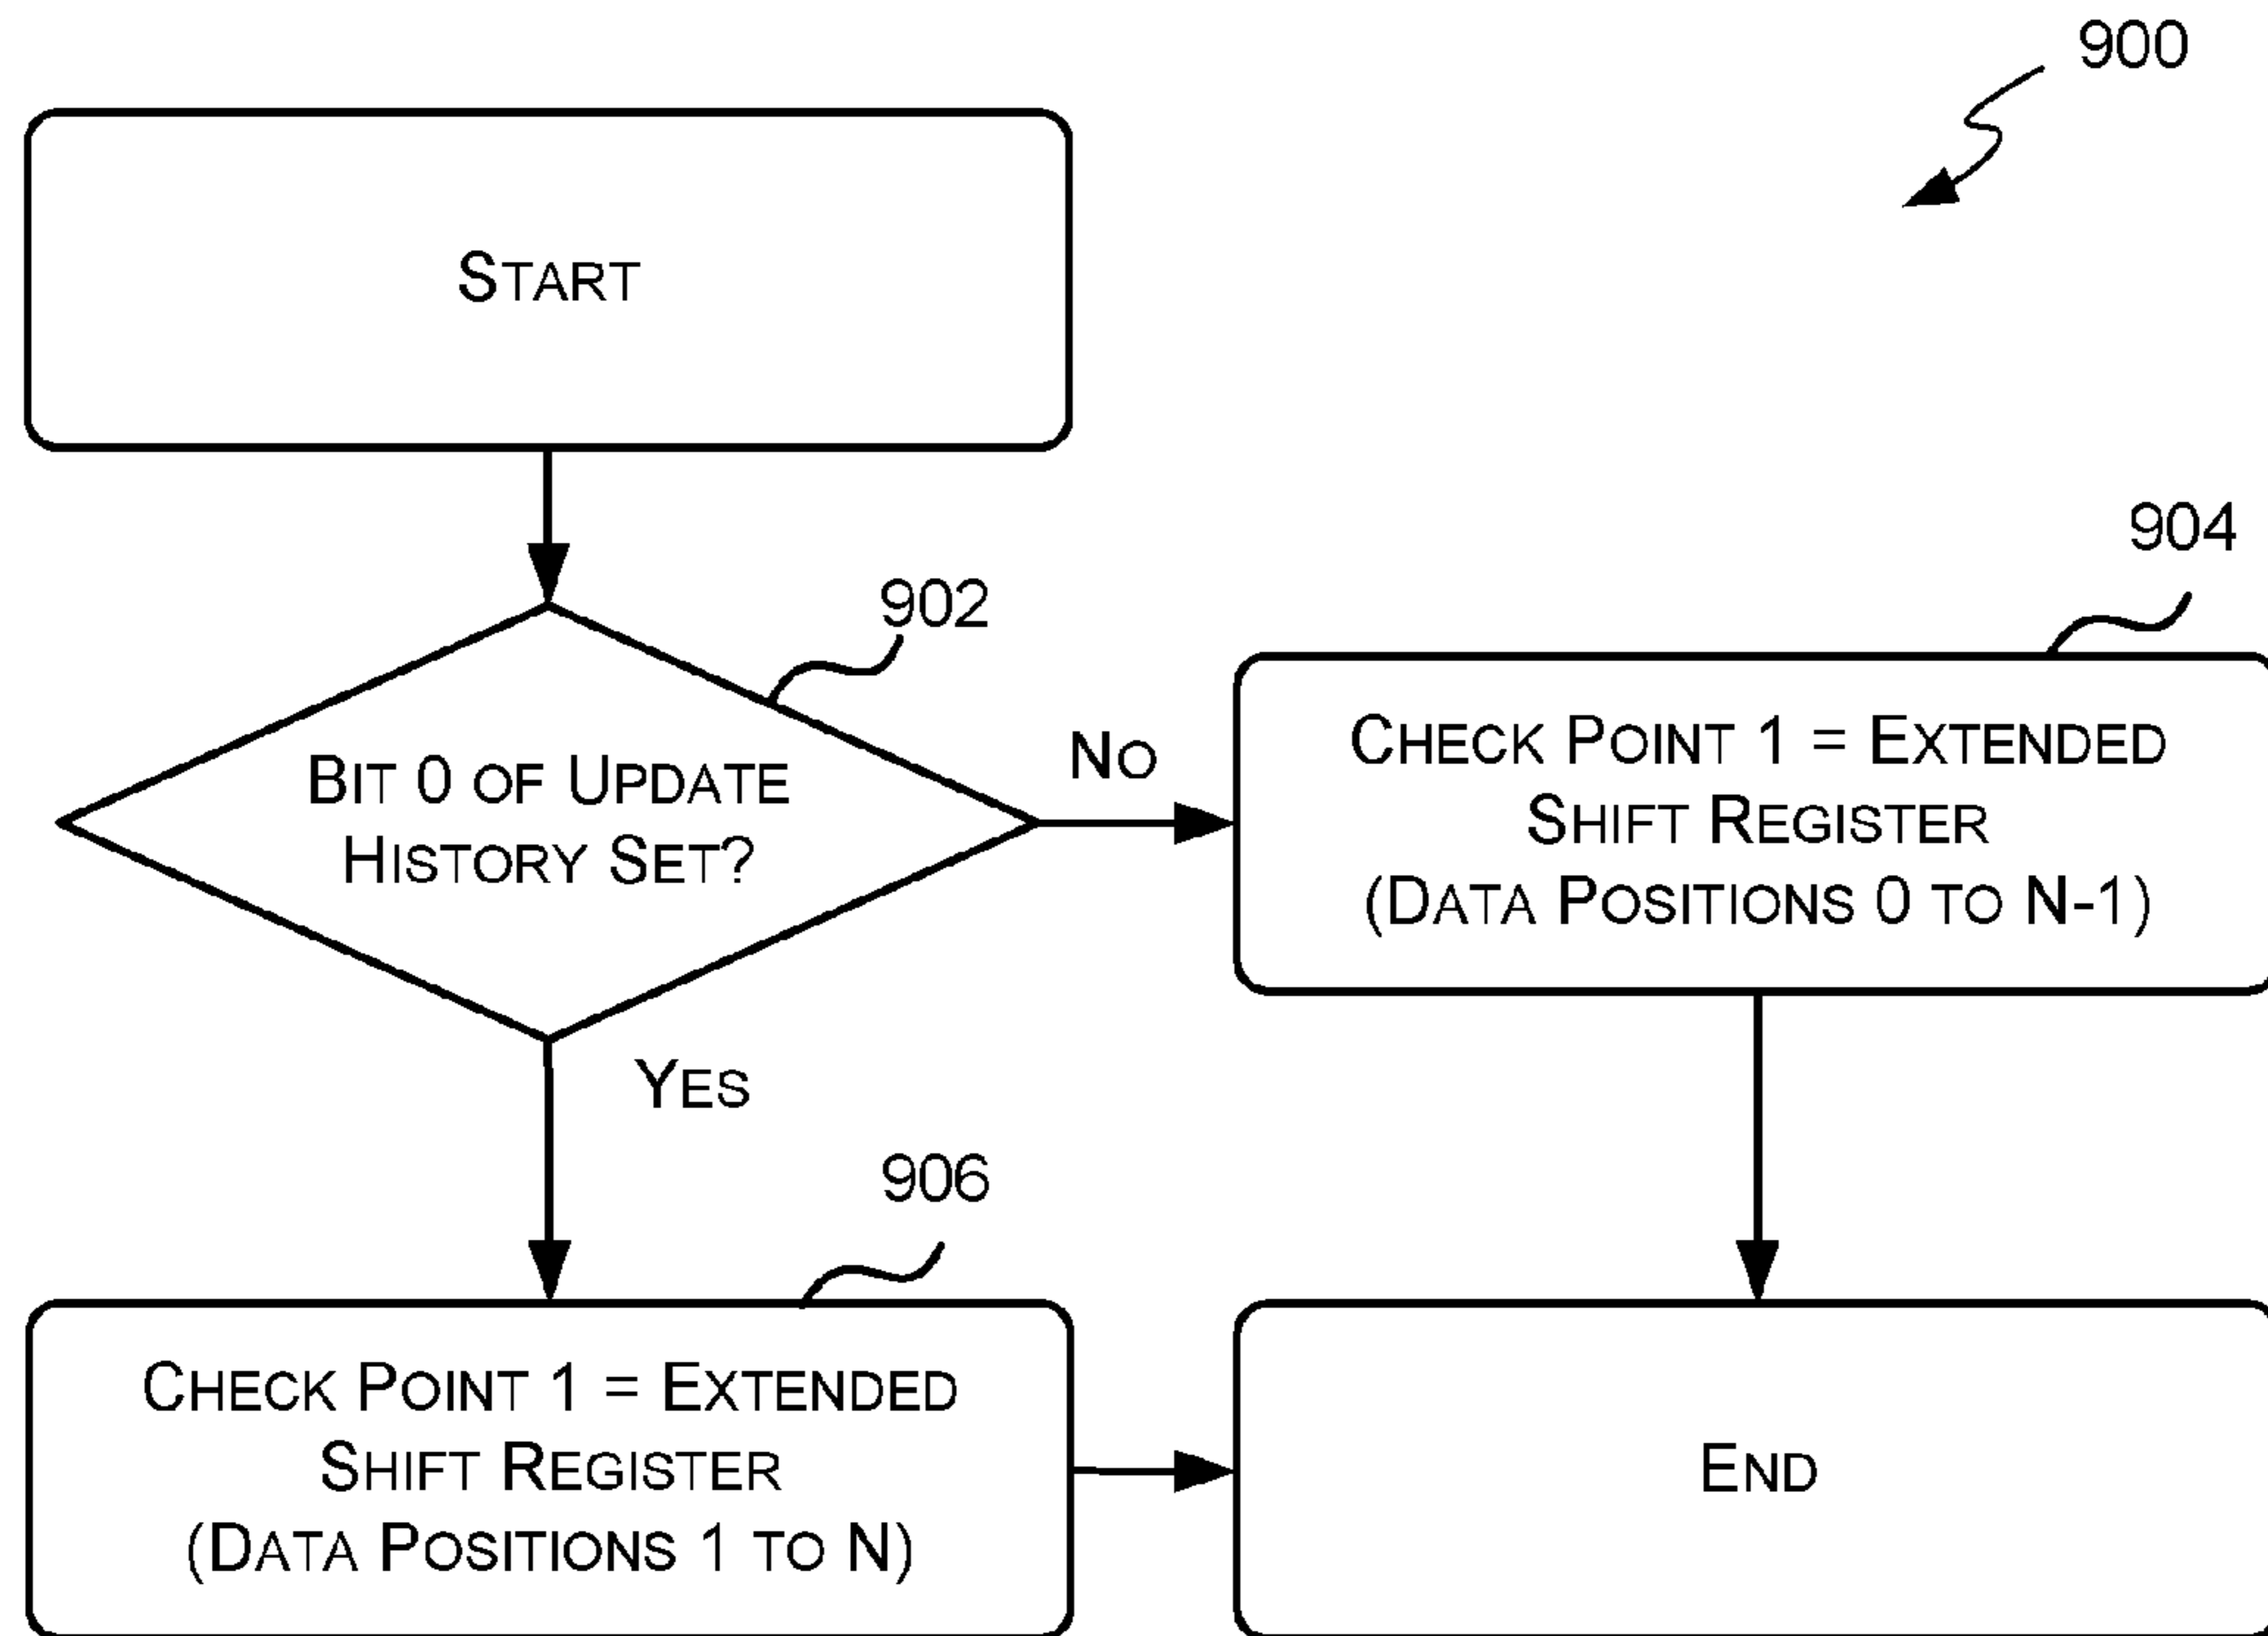 900
START
902
BIT 0 OF UPDATE
HISTORY SET?
NO
904
CHECK POINT 1 = EXTENDED
SHIFT REGISTER
(DATA POSITIONS 0 TO N-1)
YES
906
CHECK POINT 1 = EXTENDED
SHIFT REGISTER
(DATA POSITIONS 1 TO N)
END